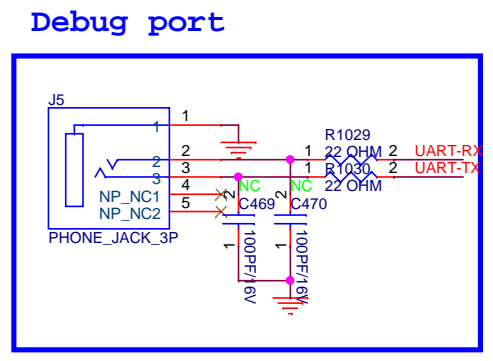 Debug port
J5
1 1
2 2
3 3
NP_NC1 4
NP_NC2 5
PHONE_JACK_3P
R1029
1 2 UART-RX
22 OHM
1 2 UART-TX
R1030
22 OHM
NC NC
2 2
C469 C470
1 1
100PF/16V 100PF/16V